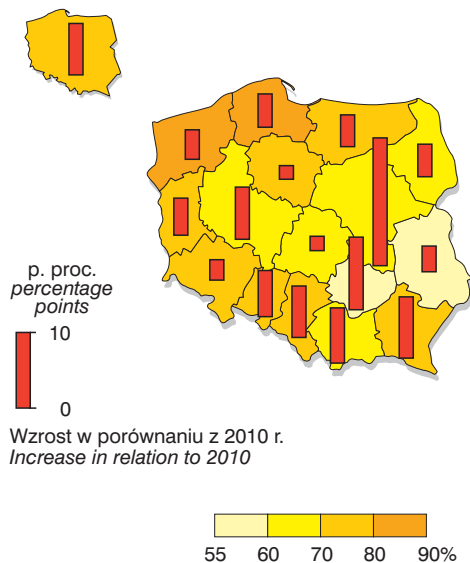 p. proc.
percentage
points
10
0
Wzrost w porównaniu z 2010 r.
Increase in relation to 2010
55 60 70 80 90%